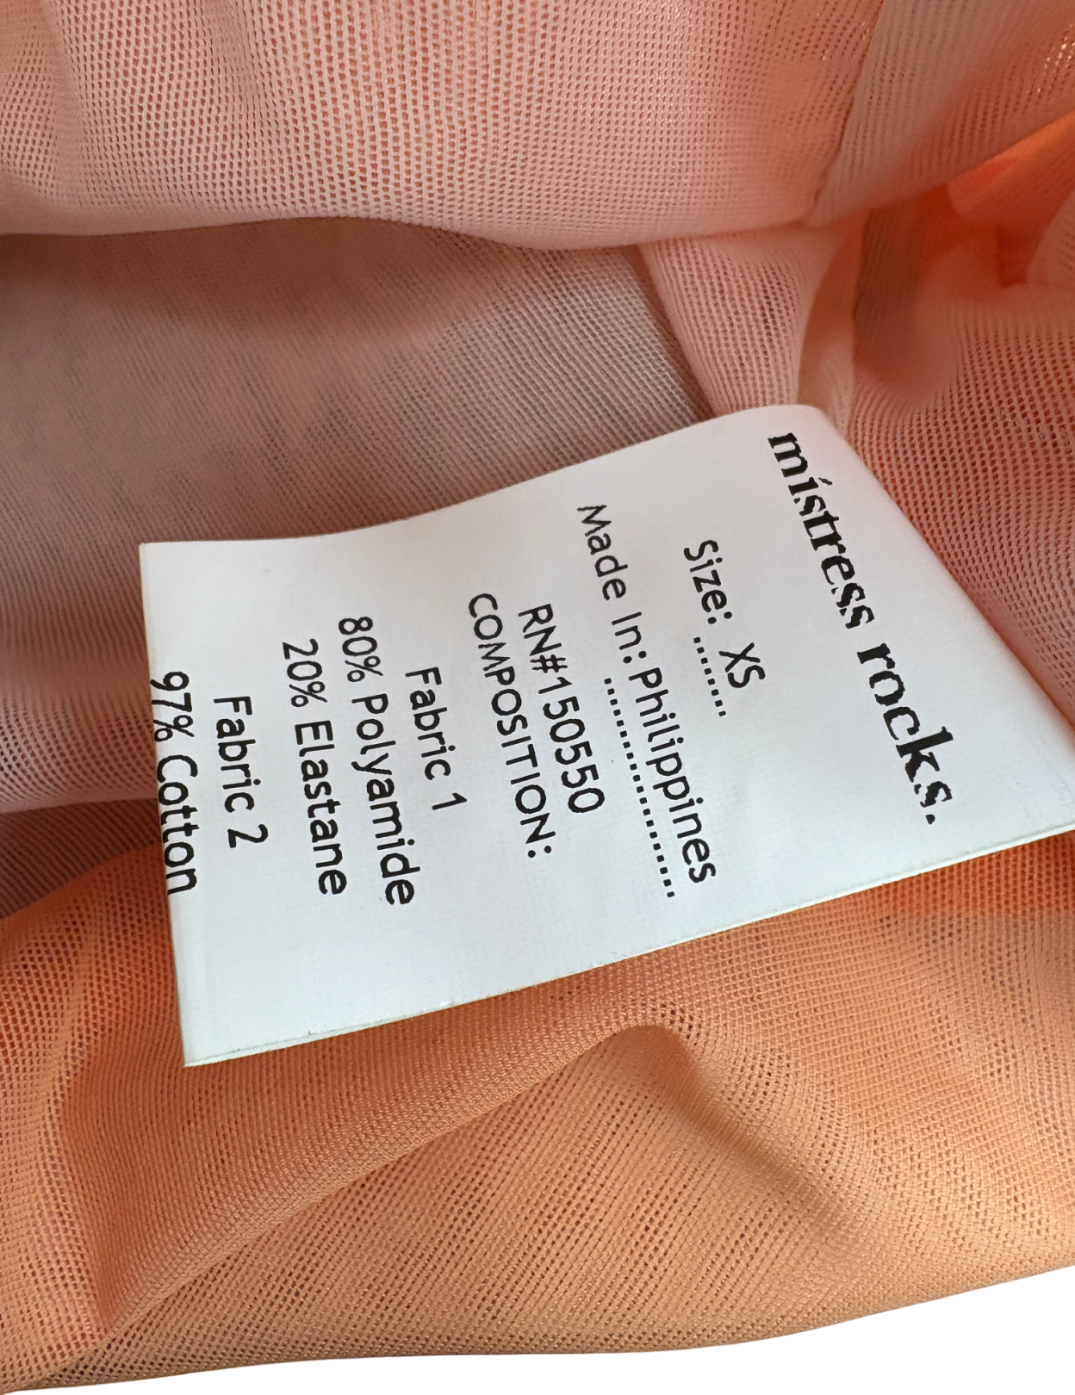 místress rocks.
Size: XS
Made In: Philippines
RN#150550
COMPOSITION:
Fabric 1
80% Polyamide
20% Elastane
Fabric 2
97% Cotton